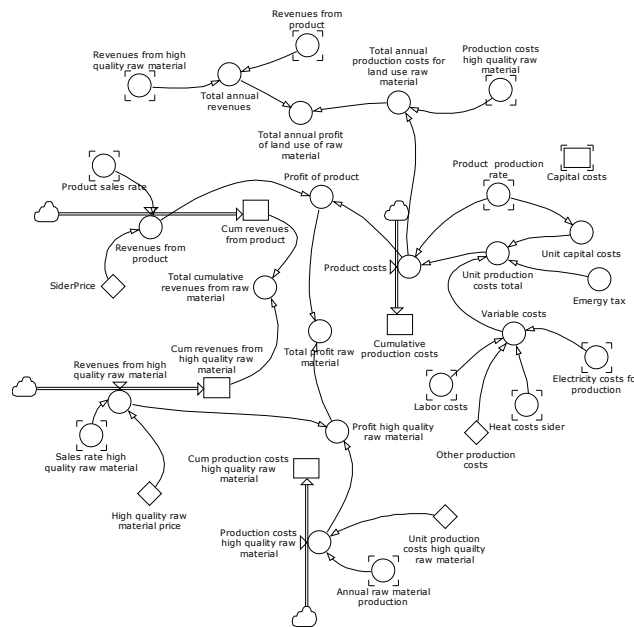 Revenues from
product
Revenues from high
quality raw material
Total annual
revenues
Total annual
production costs for
land use raw
material
Production costs
high quality raw
material
Total annual profit
of land use of raw
material
Product sales rate
Profit of product
Product production
rate
Capital costs
Revenues from
product
Cum revenues
from product
SiderPrice
Total cumulative
revenues from raw
material
Product costs
Unit production
costs total
Unit capital costs
Emergy tax
Cumulative
production costs
Variable costs
Revenues from high
quality raw material
Cum revenues from
high quality raw
material
Total profit raw
material
Electricity costs for
production
Labor costs
Heat costs sider
Other production
costs
Sales rate high
quality raw material
Profit high quality
raw material
Cum production costs
high quality raw
material
High quality raw
material price
Production costs
high quality raw
material
Unit production
costs high quailty
raw material
Annual raw material
production